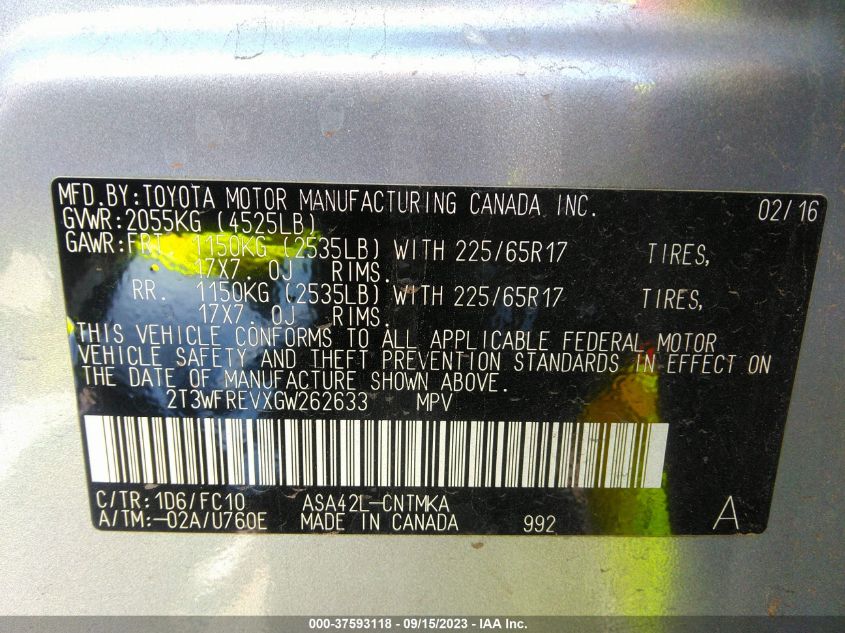 MFD.BY:TOYOTA MOTOR MANUFACTURING CANADA INC. 02/16
GVWR:2055KG (4525LB)
GAWR:FRT. 1150KG (2535LB) WITH 225/65R17 TIRES,
17X7.0J RIMS.
RR. 1150KG (2535LB) WITH 225/65R17 TIRES,
17X7.0J RIMS.
THIS VEHICLE CONFORMS TO ALL APPLICABLE FEDERAL MOTOR
VEHICLE SAFETY AND THEFT PREVENTION STANDARDS IN EFFECT ON
THE DATE OF MANUFACTURE SHOWN ABOVE.
2T3WFREVXGW262633 MPV
C/TR:1D6/FC10 ASA42L-CNTMKA
A/TM:-02A/U760E MADE IN CANADA 992 A
000-37593118 - 09/15/2023 - IAA Inc.